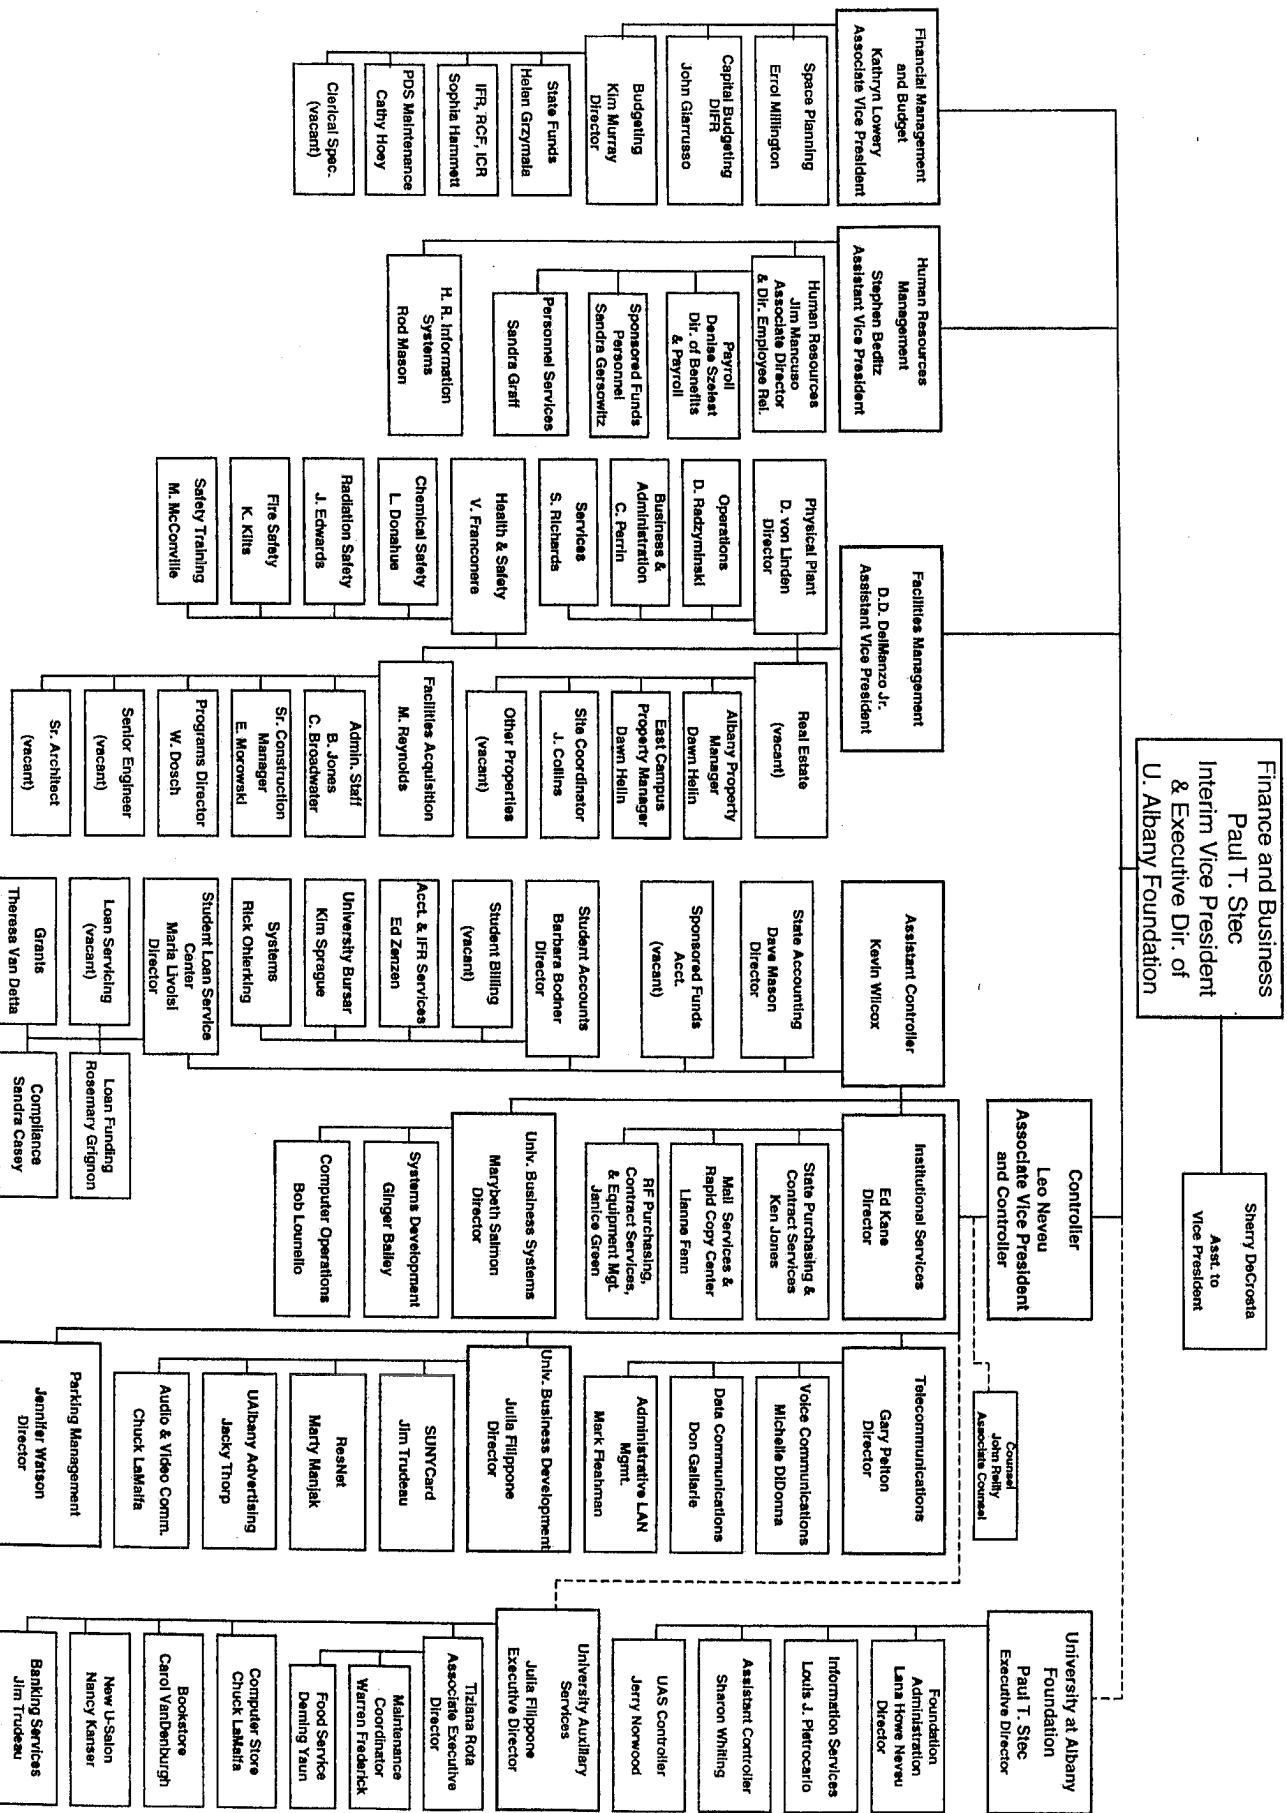 Finance and Business
Paul T. Stec
Interim Vice President
& Executive Dir. of
U. Albany Foundation
Sherry DeCrosta
Asst. to
Vice President
Financial Management
and Budget
Kathryn Lowery
Associate Vice President
Space Planning
Errol Millington
Capital Budgeting
DIFR
John Giarrusso
Budgeting
Kim Murray
Director
State Funds
Helen Grzymala
IFR, RCF, ICR
Sophia Hammett
PDS Maintenance
Cathy Hoey
Clerical Spec.
(vacant)
Human Resources
Management
Stephen Beditz
Assistant Vice President
Human Resources
Jim Mancuso
Associate Director
& Dir. Employee Rel.
Payroll
Denise Szelest
Dir. of Benefits
& Payroll
Sponsored Funds
Personnel
Sandra Gersowitz
Personnel Services
Sandra Graff
H. R. Information
Systems
Rod Mason
Facilities Management
D.D. DelManzo Jr.
Assistant Vice President
Physical Plant
D. von Linden
Director
Operations
D. Radzyminski
Business &
Administration
C. Perrin
Services
S. Richards
Health & Safety
V. Franconere
Chemical Safety
L. Donahue
Radiation Safety
J. Edwards
Fire Safety
K. Kilts
Safety Training
M. McConville
Real Estate
(vacant)
Albany Property
Manager
Dawn Helin
East Campus
Property Manager
Dawn Helin
Site Coordinator
J. Collins
Other Properties
(vacant)
Facilities Acquisition
M. Reynolds
Admin. Staff
B. Jones
C. Broadwater
Sr. Construction
Manager
E. Morowski
Programs Director
W. Dosch
Senior Engineer
(vacant)
Sr. Architect
(vacant)
Controller
Leo Neveu
Associate Vice President
and Controller
Counsel
John Reilly
Associate Counsel
Assistant Controller
Kevin Wilcox
State Accounting
Dave Mason
Director
Sponsored Funds
Acct.
(vacant)
Student Accounts
Barbara Bodner
Director
Student Billing
(vacant)
Acct. & IFR Services
Ed Zenzen
University Bursar
Kim Sprague
Systems
Rick Ohlerking
Student Loan Service
Center
Maria Livolsi
Director
Loan Servicing
(vacant)
Loan Funding
Rosemary Grignon
Grants
Theresa Van Detta
Compliance
Sandra Casey
Institutional Services
Ed Kane
Director
State Purchasing &
Contract Services
Ken Jones
Mail Services &
Rapid Copy Center
Lianne Fenn
RF Purchasing,
Contract Services,
& Equipment Mgt.
Janice Green
Univ. Business Systems
Marybeth Salmon
Director
Systems Development
Ginger Bailey
Computer Operations
Bob Lounello
Telecommunications
Gary Pelton
Director
Voice Communications
Michelle DiDonna
Data Communications
Don Gallarie
Administrative LAN
Mgmt.
Mark Fleahman
Univ. Business Development
Julia Filippone
Director
SUNYCard
Jim Trudeau
ResNet
Marty Manjak
UAlbany Advertising
Jacky Thorp
Audio & Video Comm.
Chuck LaMalfa
Parking Management
Jennifer Watson
Director
University at Albany
Foundation
Paul T. Stec
Executive Director
Foundation
Administration
Lana Howe Neveu
Director
Information Services
Louis J. Pietrocarlo
Assistant Controller
Sharon Whiting
UAS Controller
Jerry Norwood
University Auxiliary
Services
Julia Filippone
Executive Director
Tiziana Rota
Associate Executive
Director
Maintenance
Coordinator
Warren Frederick
Food Service
Deming Yaun
Computer Store
Chuck LaMalfa
Bookstore
Carol VanDenburgh
New U-Salon
Nancy Kanser
Banking Services
Jim Trudeau